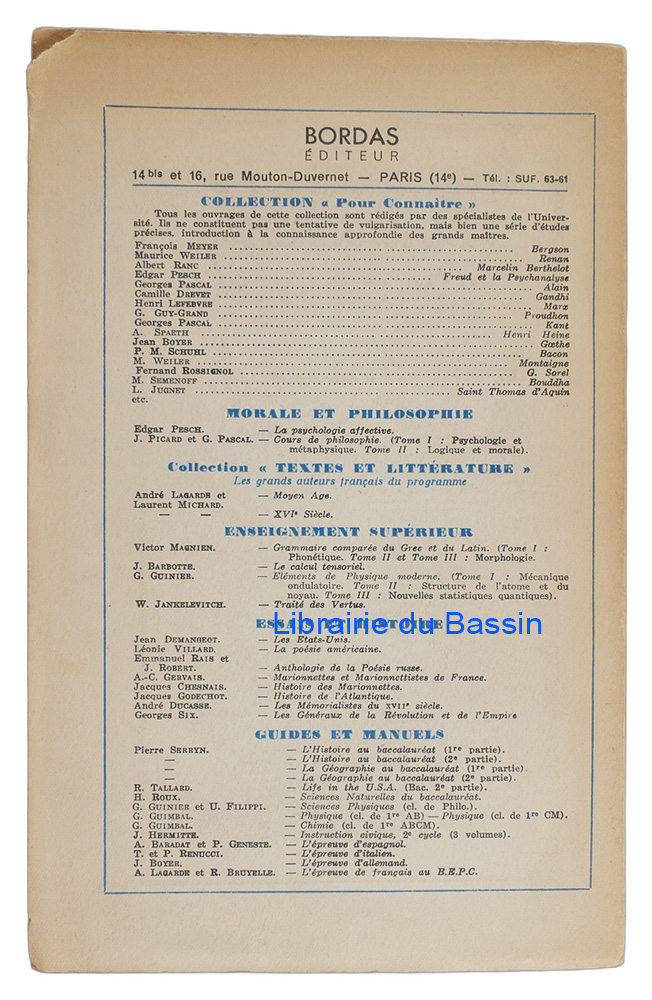 BORDAS
ÉDITEUR
14 bis et 16, rue Mouton-Duvernet — PARIS (14e) — Tél. : SUF. 63-61
COLLECTION « Pour Connaître »
Tous les ouvrages de cette collection sont rédigés par des spécialistes de l'Univer-
sité. Ils ne constituent pas une tentative de vulgarisation, mais bien une série d'études
précises, introduction à la connaissance approfondie des grands maîtres.
François MEYER .......... Bergson
Maurice WEILER .......... Renan
Albert RANC .......... Marcelin Berthelot
Edgar PESCH .......... Freud et la Psychanalyse
Georges PASCAL .......... Alain
Camille DREVET .......... Gandhi
Henri LEFEBVRE .......... Marx
G. GUY-GRAND .......... Proudhon
Georges PASCAL .......... Kant
A. SPAETH .......... Henri Heine
Jean BOYER .......... Gœthe
P. M. SCHUHL .......... Bacon
M. WEILER .......... Montaigne
Fernand ROSSIGNOL .......... G. Sorel
M. SEMENOFF .......... Bouddha
L. JUGNET .......... Saint Thomas d'Aquin
etc.
MORALE ET PHILOSOPHIE
Edgar PESCH. — La psychologie affective.
J. PICARD et G. PASCAL. — Cours de philosophie. (Tome I : Psychologie et
métaphysique. Tome II : Logique et morale).
Collection « TEXTES ET LITTÉRATURE »
Les grands auteurs français du programme
André LAGARDE et — Moyen Age.
Laurent MICHARD.
— — — XVIe Siècle.
ENSEIGNEMENT SUPÉRIEUR
Victor MAGNIEN. — Grammaire comparée du Grec et du Latin. (Tome I :
Phonétique. Tome II et Tome III : Morphologie.
J. BARBOTTE. — Le calcul tensoriel.
G. GUINIER. — Eléments de Physique moderne. (Tome I : Mécanique
ondulatoire. Tome II : Structure de l'atome et du
noyau. Tome III : Nouvelles statistiques quantiques).
W. JANKELEVITCH. — Traité des Vertus.
ESSAIS ET HISTOIRE
Librairie du Bassin
Jean DEMANGEOT. — Les Etats-Unis.
Léonie VILLARD. — La poésie américaine.
Emmanuel RAIS et
J. ROBERT. — Anthologie de la Poésie russe.
A.-C. GERVAIS. — Marionnettes et Marionnettistes de France.
Jacques CHESNAIS. — Histoire des Marionnettes.
Jacques GODECHOT. — Histoire de l'Atlantique.
André DUCASSE. — Les Mémorialistes du XVIIe siècle.
Georges SIX. — Les Généraux de la Révolution et de l'Empire
GUIDES ET MANUELS
Pierre SERRYN. — L'Histoire au baccalauréat (1re partie).
— — L'Histoire au baccalauréat (2e partie).
— — La Géographie au baccalauréat (1re partie).
— — La Géographie au baccalauréat (2e partie).
R. TALLARD. — Life in the U.S.A. (Bac. 2e partie).
H. ROUX. — Sciences Naturelles du baccalauréat.
G. GUINIER et U. FILIPPI. — Sciences Physiques (cl. de Philo.).
G. GUIMBAL. — Physique (cl. de 1re AB) — Physique (cl. de 1re CM).
G. GUIMBAL. — Chimie (cl. de 1re ABCM).
J. HERMITTE. — Instruction civique, 2e cycle (3 volumes).
A. BARADAT et P. GENESTE. — L'épreuve d'espagnol.
T. et P. RENUCCI. — L'épreuve d'italien.
J. BOYER. — L'épreuve d'allemand.
A. LAGARDE et R. BRUYELLE. — L'épreuve de français au B.E.P.C.